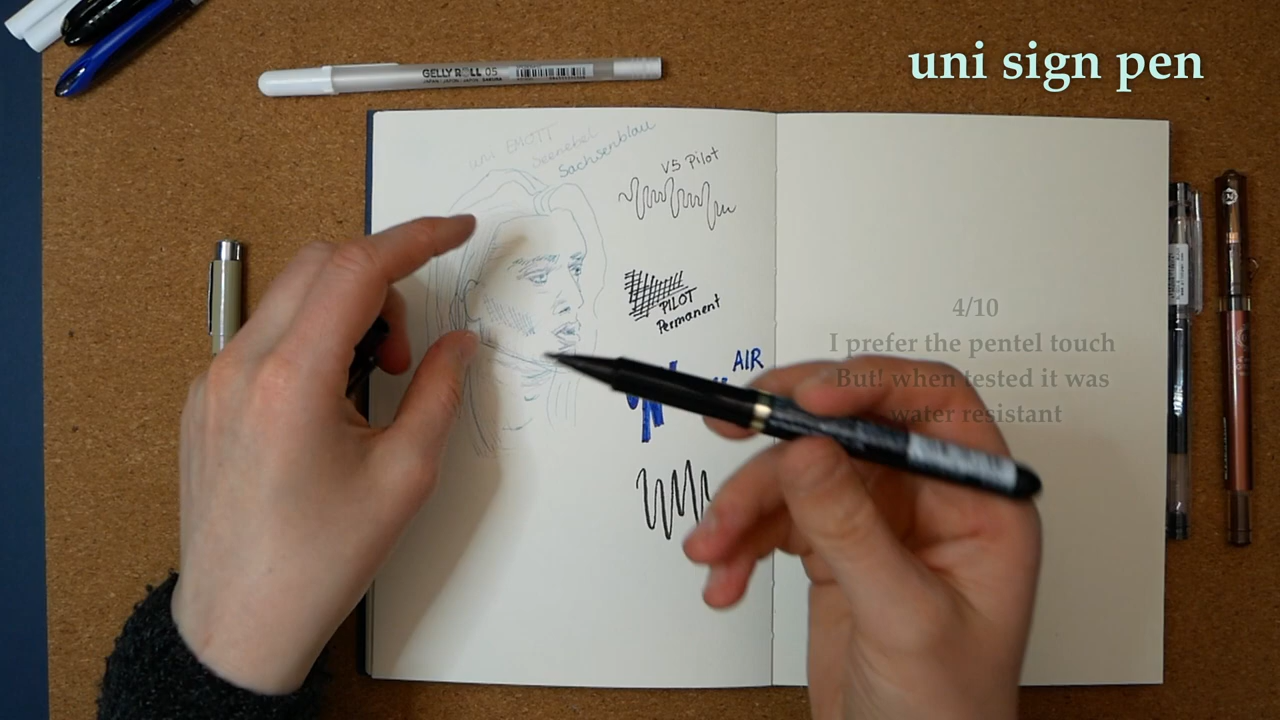 uni sign pen
GELLY ROLL 05
uni EMOTT
Seenebel
Sachsenblau
V5 Pilot
PILOT
Permanent
AIR
4/10
I prefer the pentel touch
But! when tested it was
water resistant